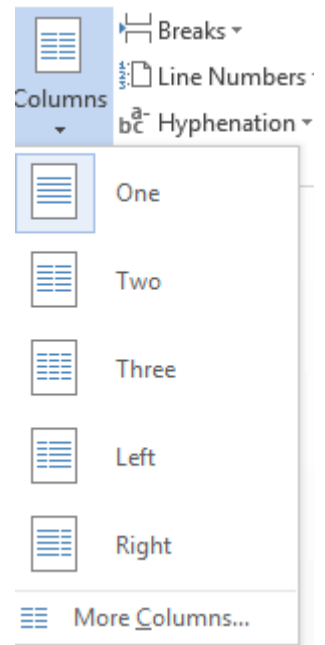 Breaks
Line Numbers
Columns
Hyphenation
One
Two
Three
Left
Right
More Columns...